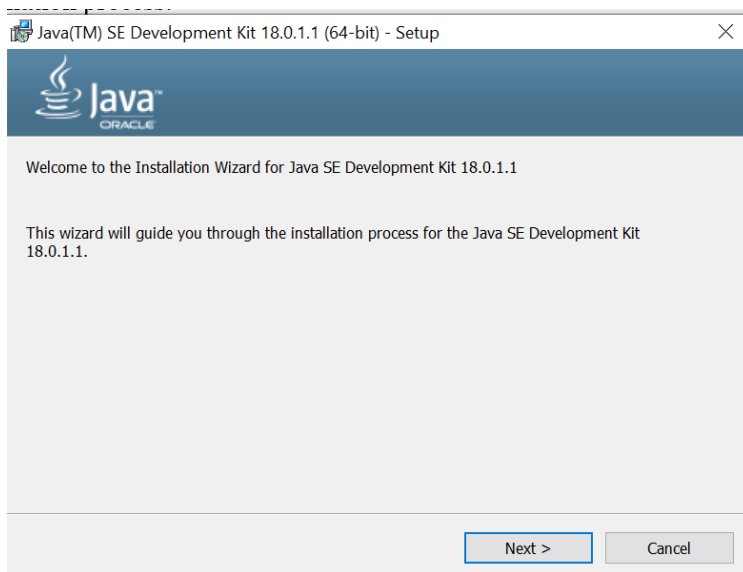 Java(TM) SE Development Kit 18.0.1.1 (64-bit) - Setup
Java™
ORACLE
Welcome to the Installation Wizard for Java SE Development Kit 18.0.1.1
This wizard will guide you through the installation process for the Java SE Development Kit
18.0.1.1.
Next >
Cancel